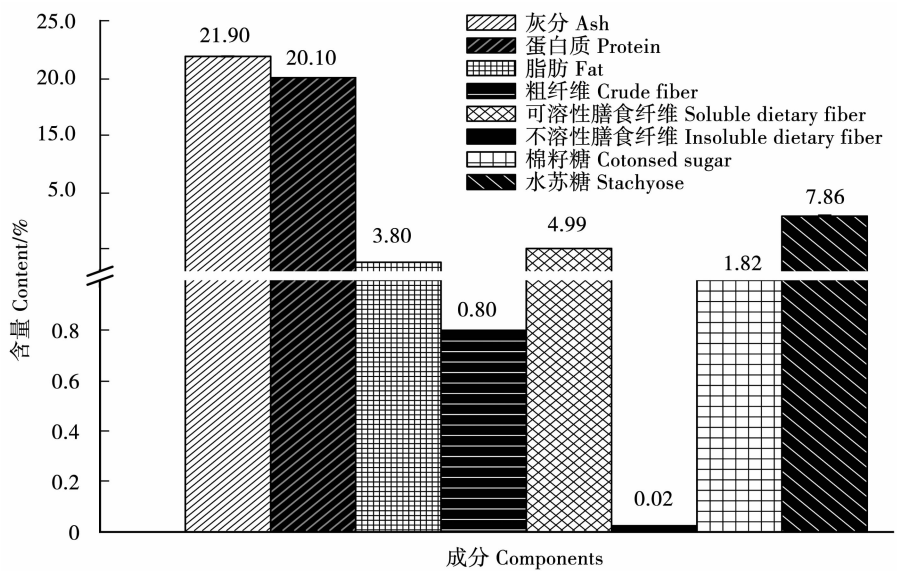 25.0
20.0
15.0
5.0
0.8
0.6
0.4
0.2
0
含量 Content/%
21.90
20.10
3.80
0.80
4.99
0.02
1.82
7.86
灰分 Ash
蛋白质 Protein
脂肪 Fat
粗纤维 Crude fiber
可溶性膳食纤维 Soluble dietary fiber
不溶性膳食纤维 Insoluble dietary fiber
棉籽糖 Cotonsed sugar
水苏糖 Stachyose
成分 Components